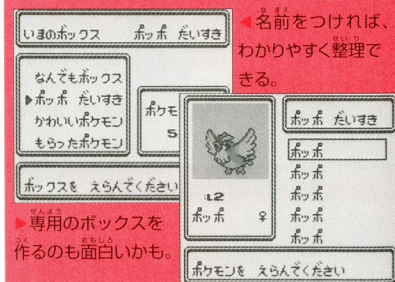 ◀名前をつければ、
わかりやすく整理で
きる。
いまのボックス ポッポ だいすき
なんでもボックス
▶ポッポ だいすき
かわいいポケモン
もらったポケモン
ポケモ
5
ボックスを えらんでください
:L2
ポッポ ♀
ポッポ だいすき
ポッポ
ポッポ
ポッポ
ポッポ
ポッポ
ポケモンを えらんでください
▶専用のボックスを
作るのも面白いかも。